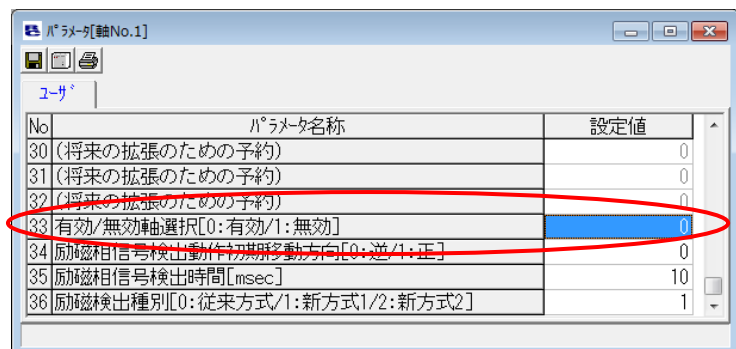 ﾊﾟﾗﾒｰﾀ[軸No.1]
ﾕｰｻﾞ
No ﾊﾟﾗﾒｰﾀ名称 設定値
30 (将来の拡張のための予約) 0
31 (将来の拡張のための予約) 0
32 (将来の拡張のための予約) 0
33 有効/無効軸選択[0:有効/1:無効] 0
34 励磁相信号検出動作初期移動方向[0:逆/1:正] 0
35 励磁相信号検出時間[msec] 10
36 励磁検出種別[0:従来方式/1:新方式1/2:新方式2] 1